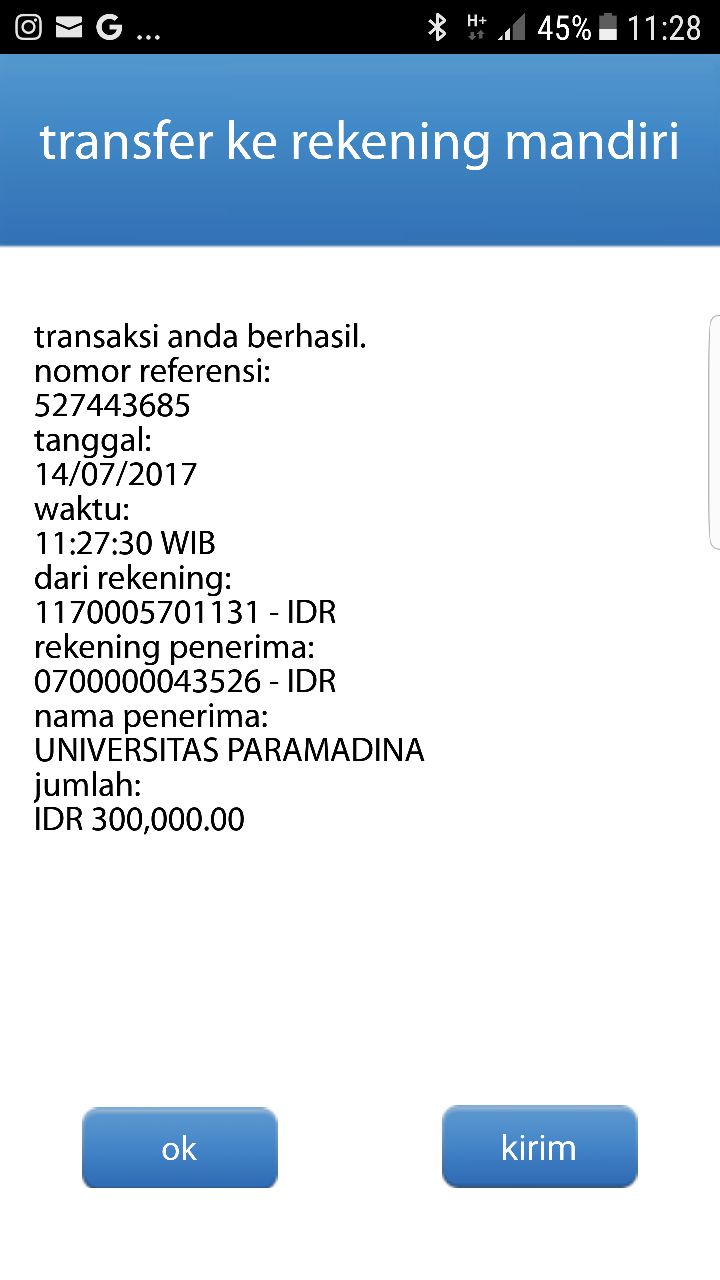 H+
45%
11:28
transfer ke rekening mandiri
transaksi anda berhasil.
nomor referensi:
527443685
tanggal:
14/07/2017
waktu:
11:27:30 WIB
dari rekening:
1170005701131 - IDR
rekening penerima:
0700000043526 - IDR
nama penerima:
UNIVERSITAS PARAMADINA
jumlah:
IDR 300,000.00
ok
kirim